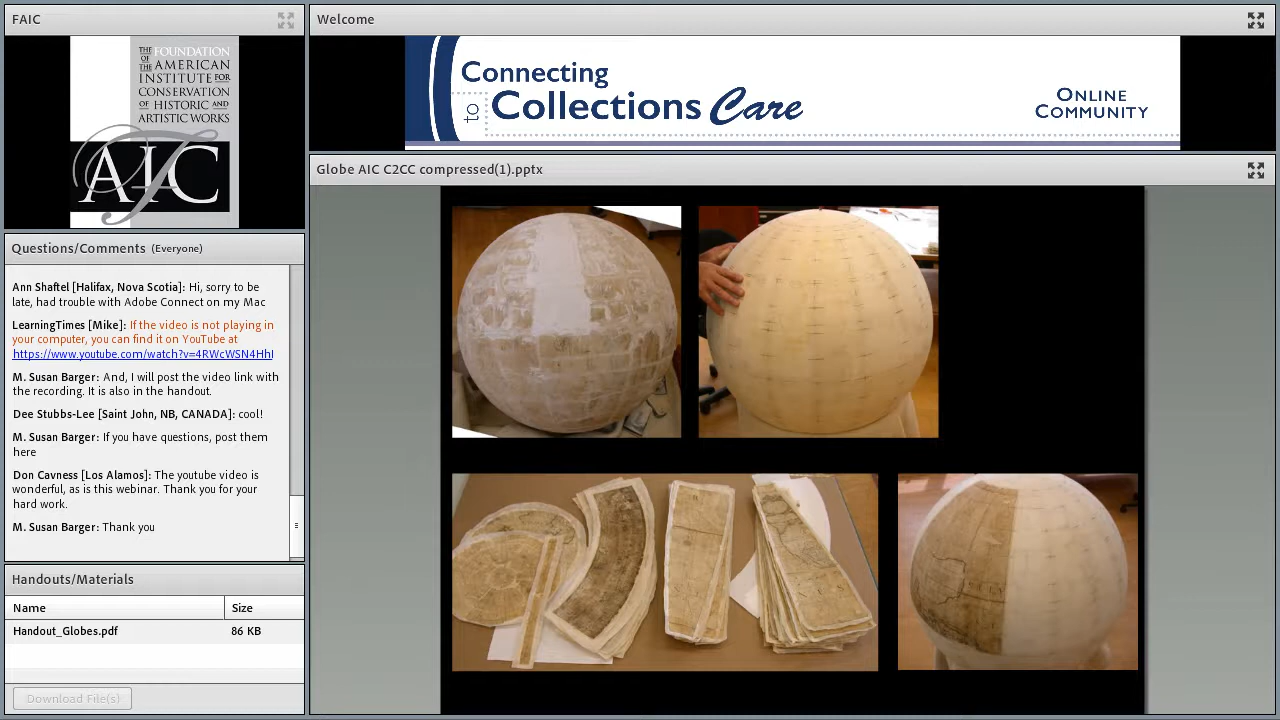 FAIC
THE FOUNDATION
OF THE AMERICAN
INSTITUTE FOR
CONSERVATION
OF HISTORIC AND
ARTISTIC WORKS
AIC
Welcome
Connecting
to Collections Care
ONLINE
COMMUNITY
Questions/Comments (Everyone)
Ann Shaftel [Halifax, Nova Scotia]: Hi, sorry to be
late, had trouble with Adobe Connect on my Mac
LearningTimes [Mike]: If the video is not playing in
your computer, you can find it on YouTube at
https://www.youtube.com/watch?v=4RWcWSN4HhI
M. Susan Barger: And, I will post the video link with
the recording. It is also in the handout.
Dee Stubbs-Lee [Saint John, NB, CANADA]: cool!
M. Susan Barger: If you have questions, post them
here
Don Cavness [Los Alamos]: The youtube video is
wonderful, as is this webinar. Thank you for your
hard work.
M. Susan Barger: Thank you
Handouts/Materials
Name Size
Handout_Globes.pdf 86 KB
Download File(s)
Globe AIC C2CC compressed(1).pptx